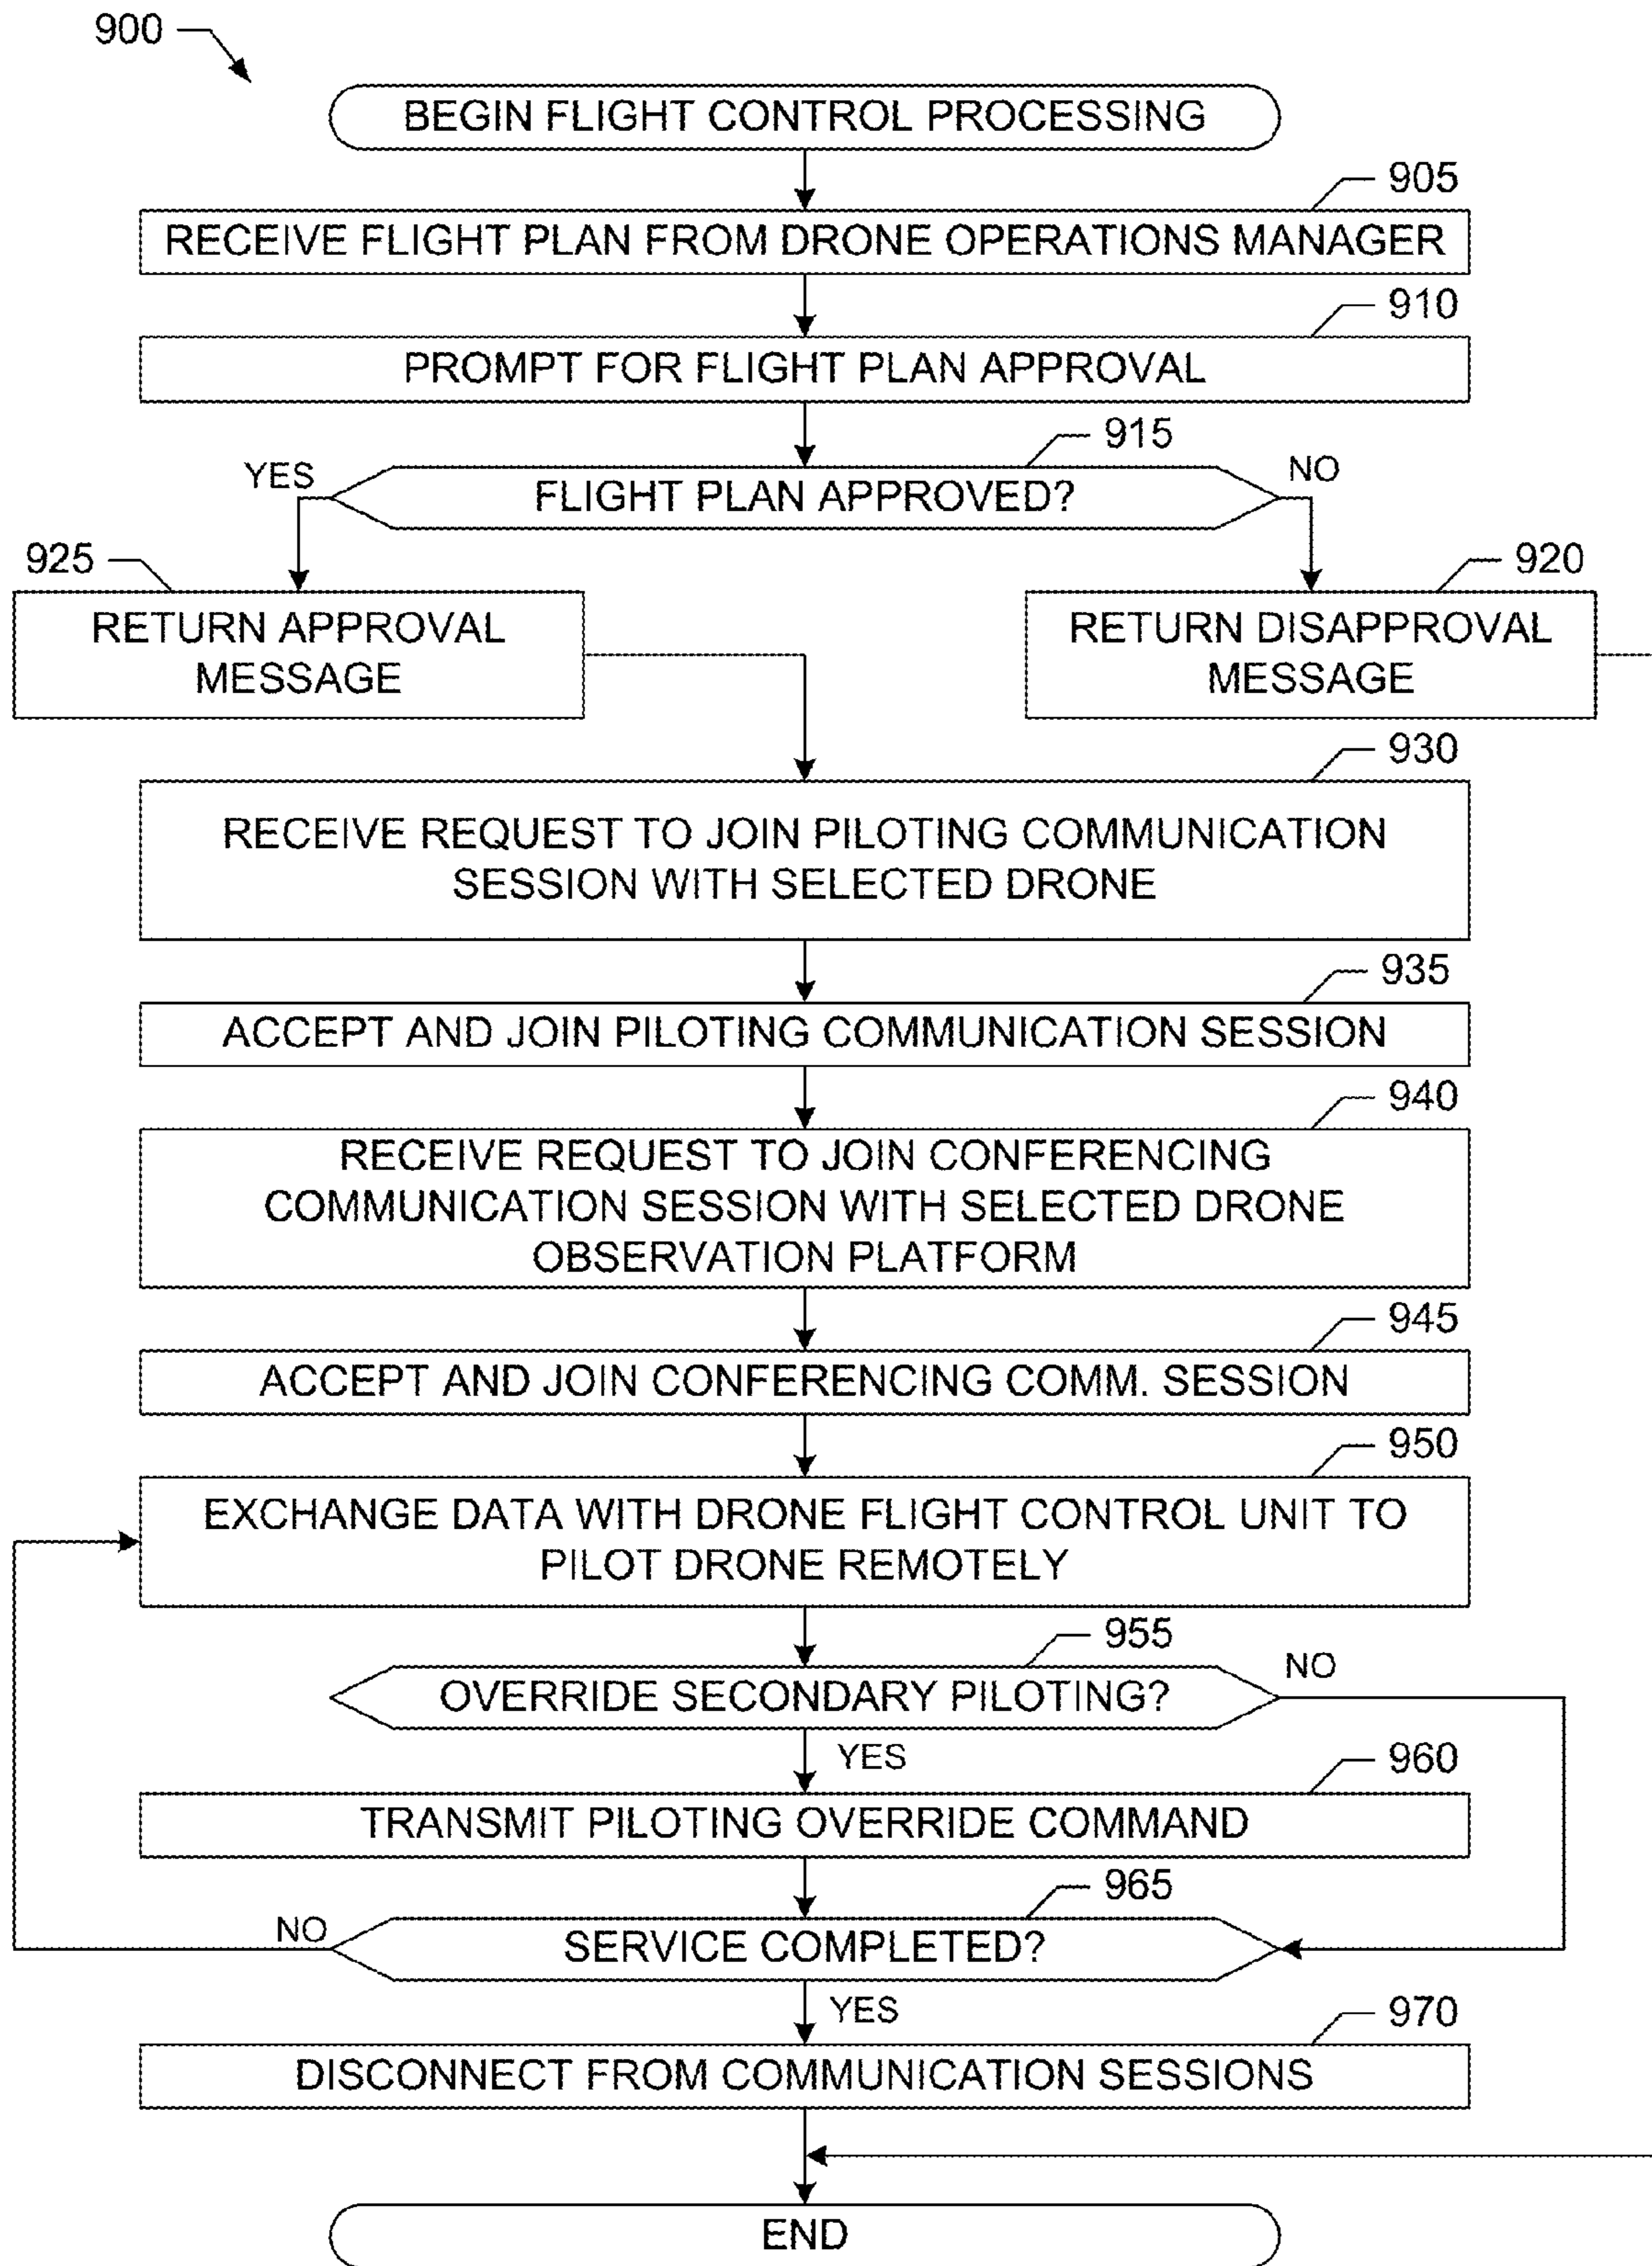 900
BEGIN FLIGHT CONTROL PROCESSING
905
RECEIVE FLIGHT PLAN FROM DRONE OPERATIONS MANAGER
910
PROMPT FOR FLIGHT PLAN APPROVAL
915
YES
FLIGHT PLAN APPROVED?
NO
925
RETURN APPROVAL
MESSAGE
920
RETURN DISAPPROVAL
MESSAGE
930
RECEIVE REQUEST TO JOIN PILOTING COMMUNICATION
SESSION WITH SELECTED DRONE
935
ACCEPT AND JOIN PILOTING COMMUNICATION SESSION
940
RECEIVE REQUEST TO JOIN CONFERENCING
COMMUNICATION SESSION WITH SELECTED DRONE
OBSERVATION PLATFORM
945
ACCEPT AND JOIN CONFERENCING COMM. SESSION
950
EXCHANGE DATA WITH DRONE FLIGHT CONTROL UNIT TO
PILOT DRONE REMOTELY
955
OVERRIDE SECONDARY PILOTING?
NO
YES
960
TRANSMIT PILOTING OVERRIDE COMMAND
965
NO
SERVICE COMPLETED?
YES
970
DISCONNECT FROM COMMUNICATION SESSIONS
END